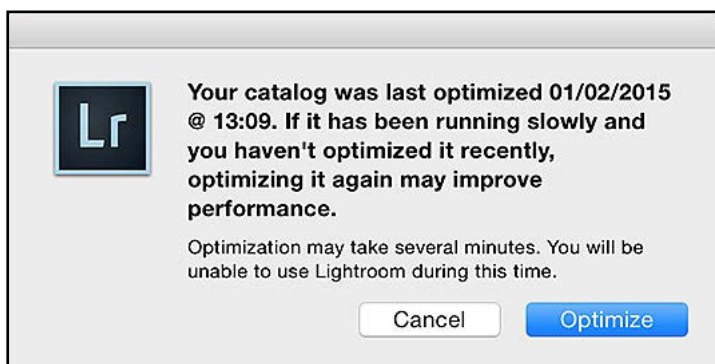 Lr
Your catalog was last optimized 01/02/2015
@ 13:09. If it has been running slowly and
you haven't optimized it recently,
optimizing it again may improve
performance.
Optimization may take several minutes. You will be
unable to use Lightroom during this time.
Cancel
Optimize